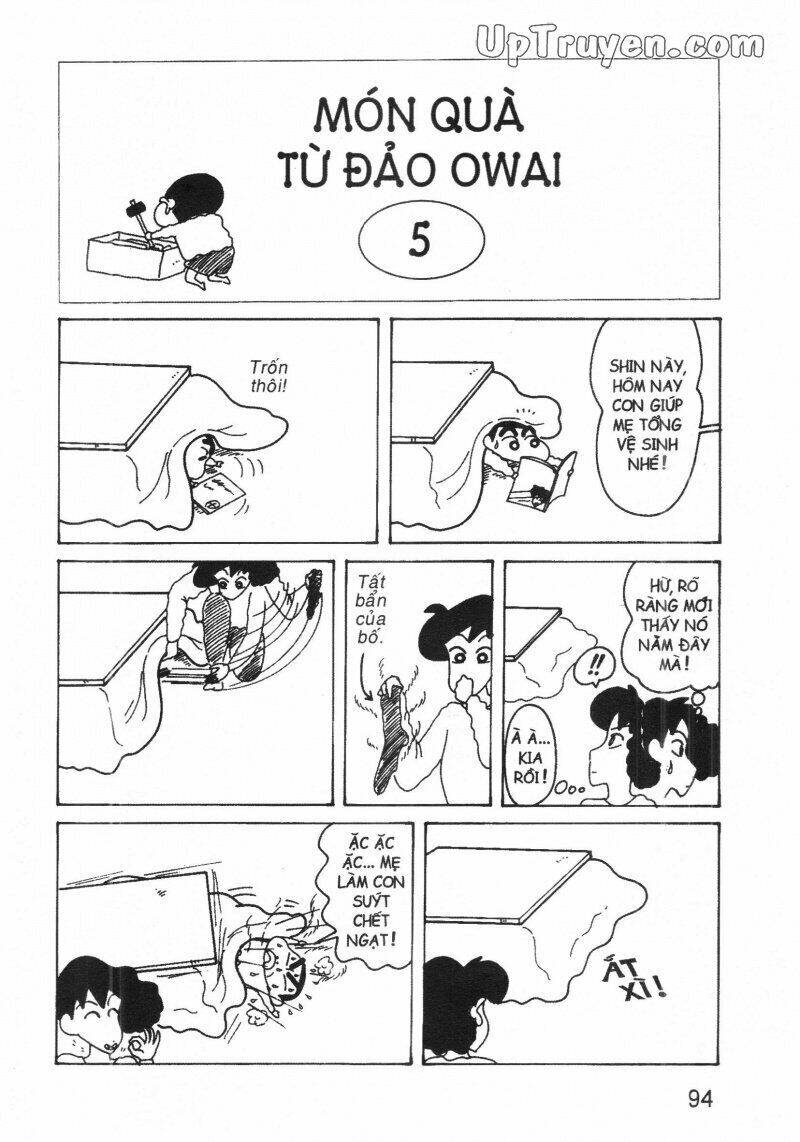 UpTruyen.com
MÓN QUÀ
TỪ ĐẢO OWAI
5
SHIN NÀY,
HÔM NAY
CON GIÚP
MẸ TỔNG
VỆ SINH
NHÉ!
Trốn
thôi!
HỪ, RÕ
RÀNG MỚI
THẤY NÓ
NẰM ĐÂY
MÀ!
!!
À À...
KIA
RỒI!
Tất
bẩn
của
bố.
ẮT
XÌ!
ẶC ẶC
ẶC... MẸ
LÀM CON
SUÝT
CHẾT
NGẠT!
94